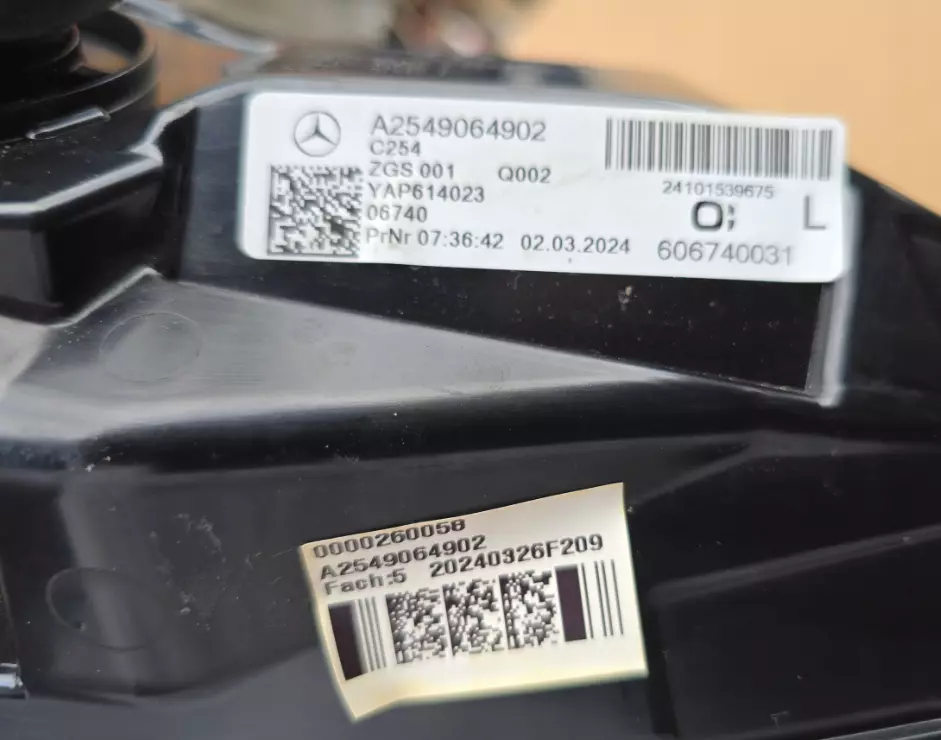 A2549064902
C254
ZGS 001 Q002
YAP614023
06740
PrNr 07:36:42 02.03.2024
24101539675
O; L
606740031
0000260058
A2549064902
Fach:5 20240326F209